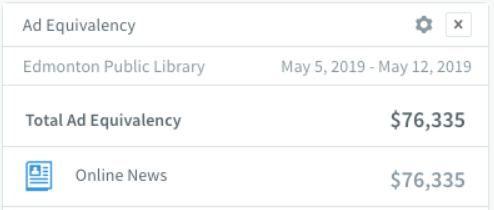 Ad Equivalency
Edmonton Public Library May 5, 2019 - May 12, 2019
Total Ad Equivalency $76,335
Online News $76,335